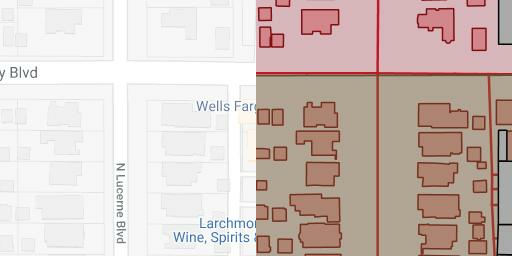 y Blvd
Wells Farg
N Lucerne Blvd
Larchmo
Wine, Spirits &